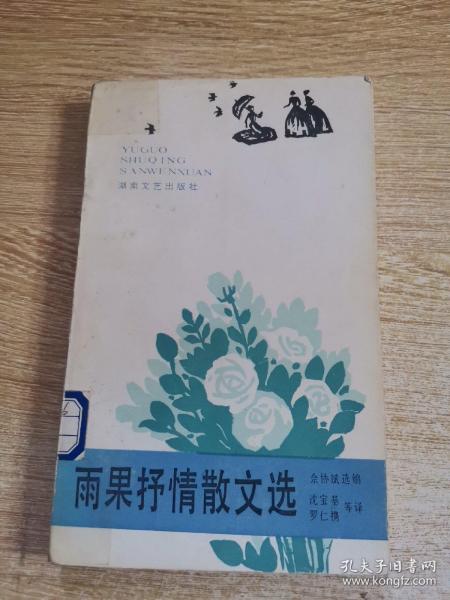 YUGUO
SHUQING
SANWENXUAN
湖南文艺出版社
雨果抒情散文选
佘协斌选编
沈宝基
罗仁携
等译
孔夫子旧书网
www.kongfz.com